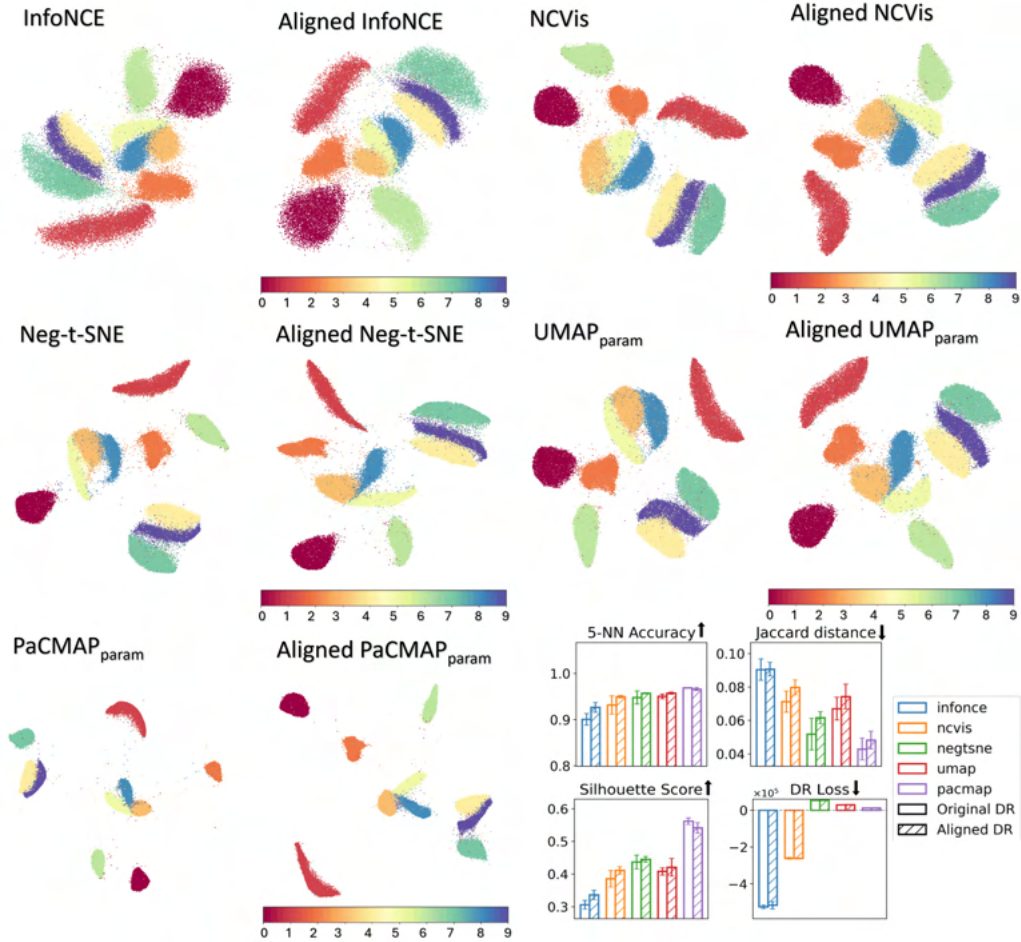 InfoNCE
Aligned InfoNCE
NCVis
Aligned NCVis
0 1 2 3 4 5 6 7 8 9
0 1 2 3 4 5 6 7 8 9
Neg-t-SNE
Aligned Neg-t-SNE
UMAPparam
Aligned UMAPparam
0 1 2 3 4 5 6 7 8 9
0 1 2 3 4 5 6 7 8 9
PaCMAPparam
Aligned PaCMAPparam
0 1 2 3 4 5 6 7 8 9
5-NN Accuracy⬆
1.0
0.9
0.8
Jaccard distance⬇
0.10
0.08
0.06
0.04
Silhouette Score⬆
0.6
0.5
0.4
0.3
DR Loss⬇
×10⁵
0
−2
−4
infonce
ncvis
negtsne
umap
pacmap
Original DR
Aligned DR